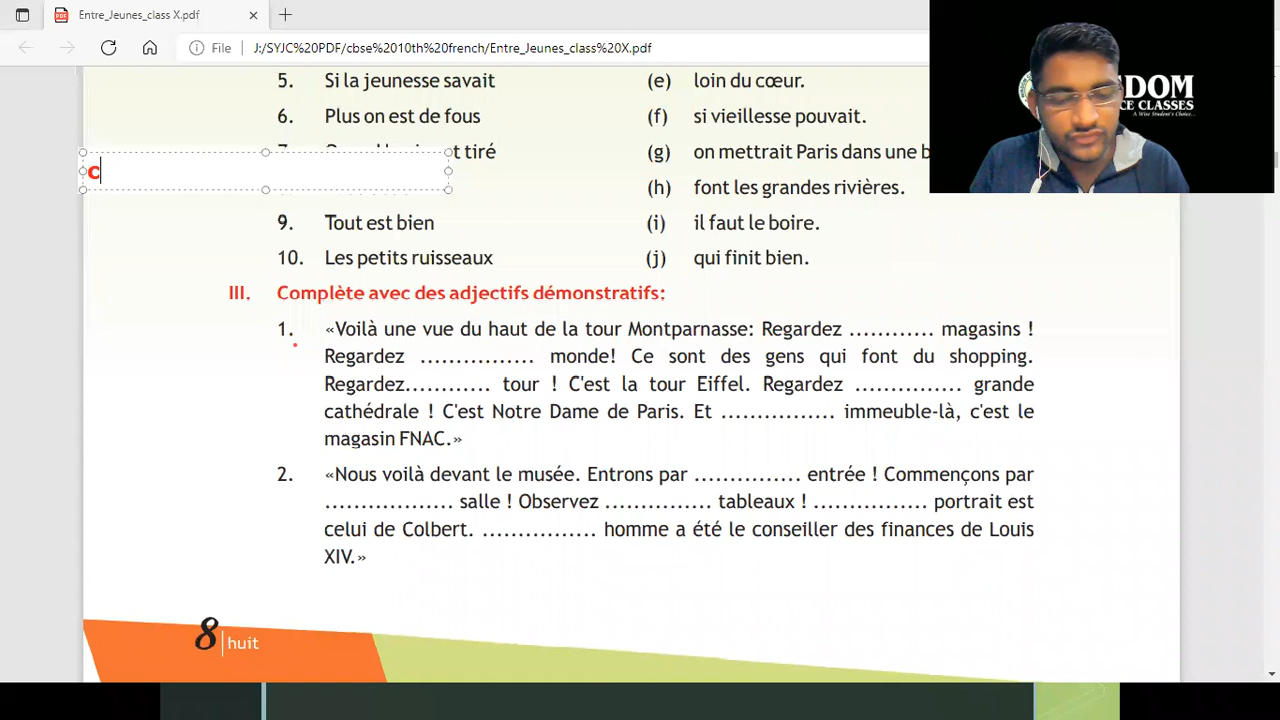 Entre_Jeunes_class X.pdf
File J:/SYJC%20PDF/cbse%2010th%20french/Entre_Jeunes_class%20X.pdf
5. Si la jeunesse savait (e) loin du cœur.
6. Plus on est de fous (f) si vieillesse pouvait.
tiré (g) on mettrait Paris dans une
c
(h) font les grandes rivières.
9. Tout est bien (i) il faut le boire.
10. Les petits ruisseaux (j) qui finit bien.
III. Complète avec des adjectifs démonstratifs:
1. «Voilà une vue du haut de la tour Montparnasse: Regardez ............ magasins !
Regardez ................ monde! Ce sont des gens qui font du shopping.
Regardez............ tour ! C'est la tour Eiffel. Regardez ............... grande
cathédrale ! C'est Notre Dame de Paris. Et ................ immeuble-là, c'est le
magasin FNAC.»
2. «Nous voilà devant le musée. Entrons par ............... entrée ! Commençons par
.................. salle ! Observez ............... tableaux ! ................ portrait est
celui de Colbert. ................ homme a été le conseiller des finances de Louis
XIV.»
8 huit
DOM
CE CLASSES
A Wise Student's Choice...